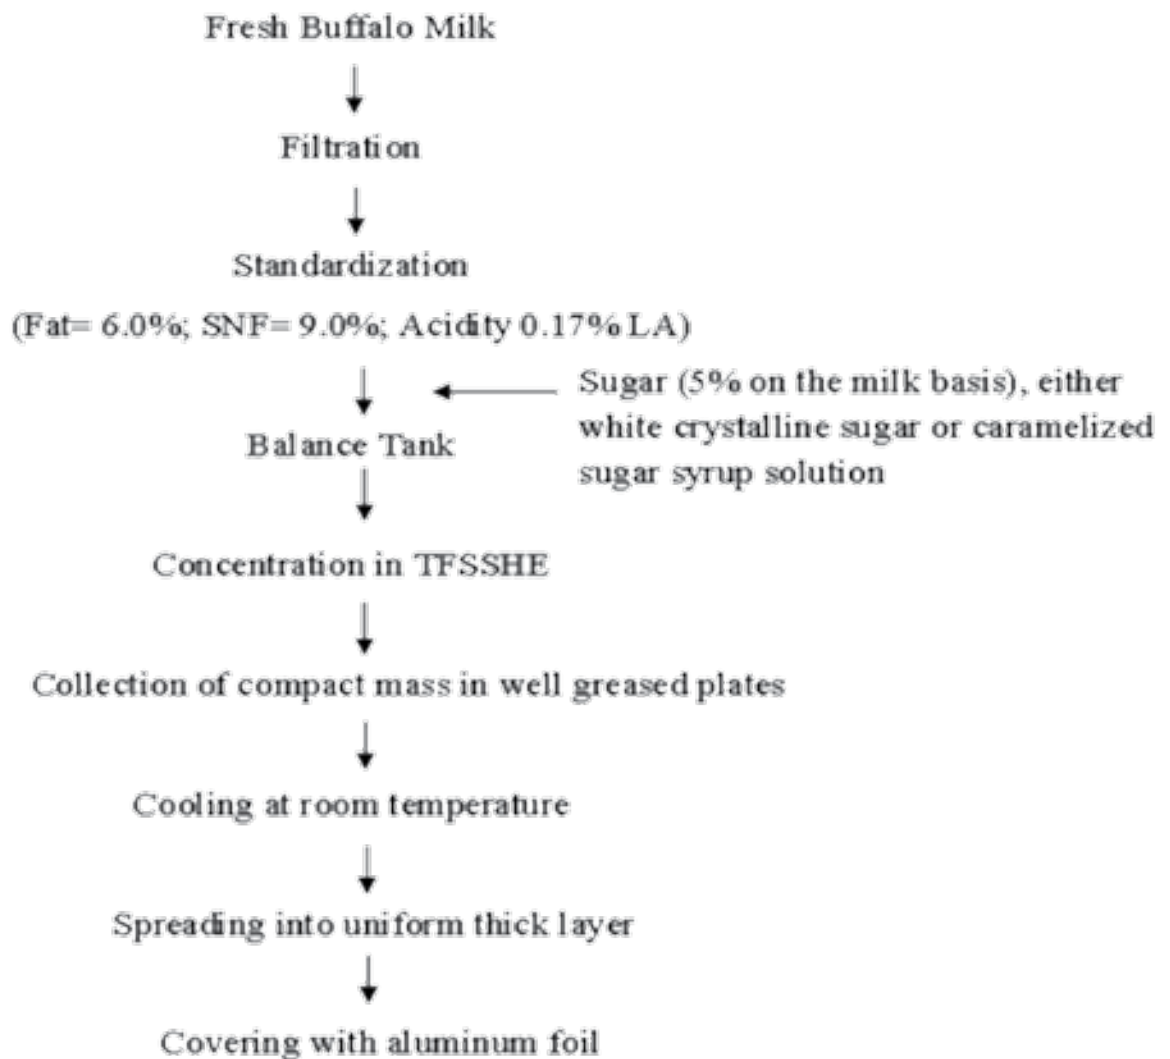 Fresh Buffalo Milk
Filtration
Standardization
(Fat= 6.0%; SNF= 9.0%; Acidity 0.17% LA)
Sugar (5% on the milk basis), either
white crystalline sugar or caramelized
sugar syrup solution
Balance Tank
Concentration in TFSSHE
Collection of compact mass in well greased plates
Cooling at room temperature
Spreading into uniform thick layer
Covering with aluminum foil